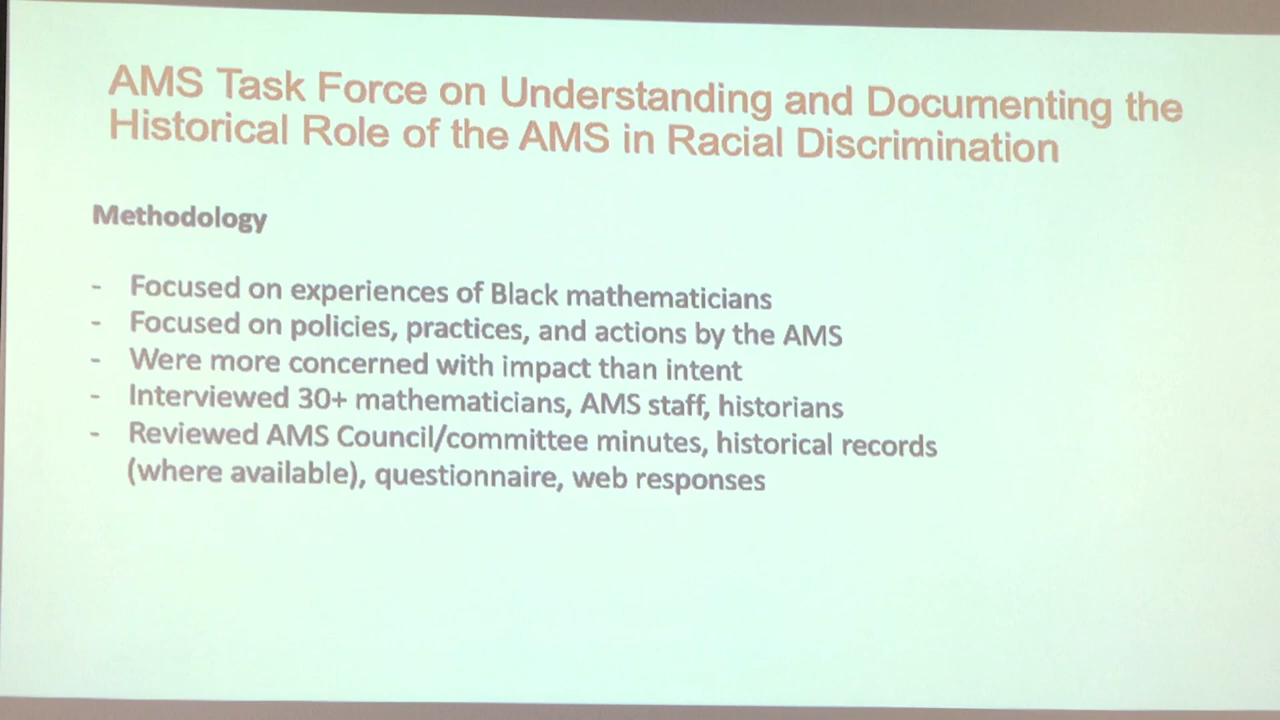 AMS Task Force on Understanding and Documenting the
Historical Role of the AMS in Racial Discrimination
Methodology
- Focused on experiences of Black mathematicians
- Focused on policies, practices, and actions by the AMS
- Were more concerned with impact than intent
- Interviewed 30+ mathematicians, AMS staff, historians
- Reviewed AMS Council/committee minutes, historical records
(where available), questionnaire, web responses